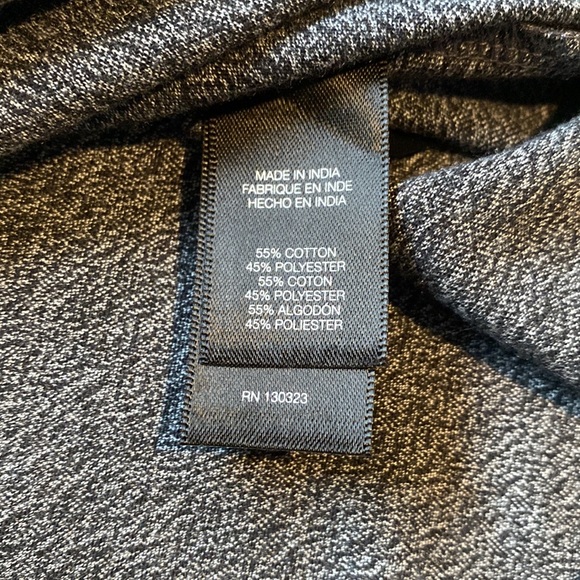 MADE IN INDIA
FABRIQUE EN INDE
HECHO EN INDIA
55% COTTON
45% POLYESTER
55% COTON
45% POLYESTER
55% ALGODÓN
45% POLIESTER
RN 130323